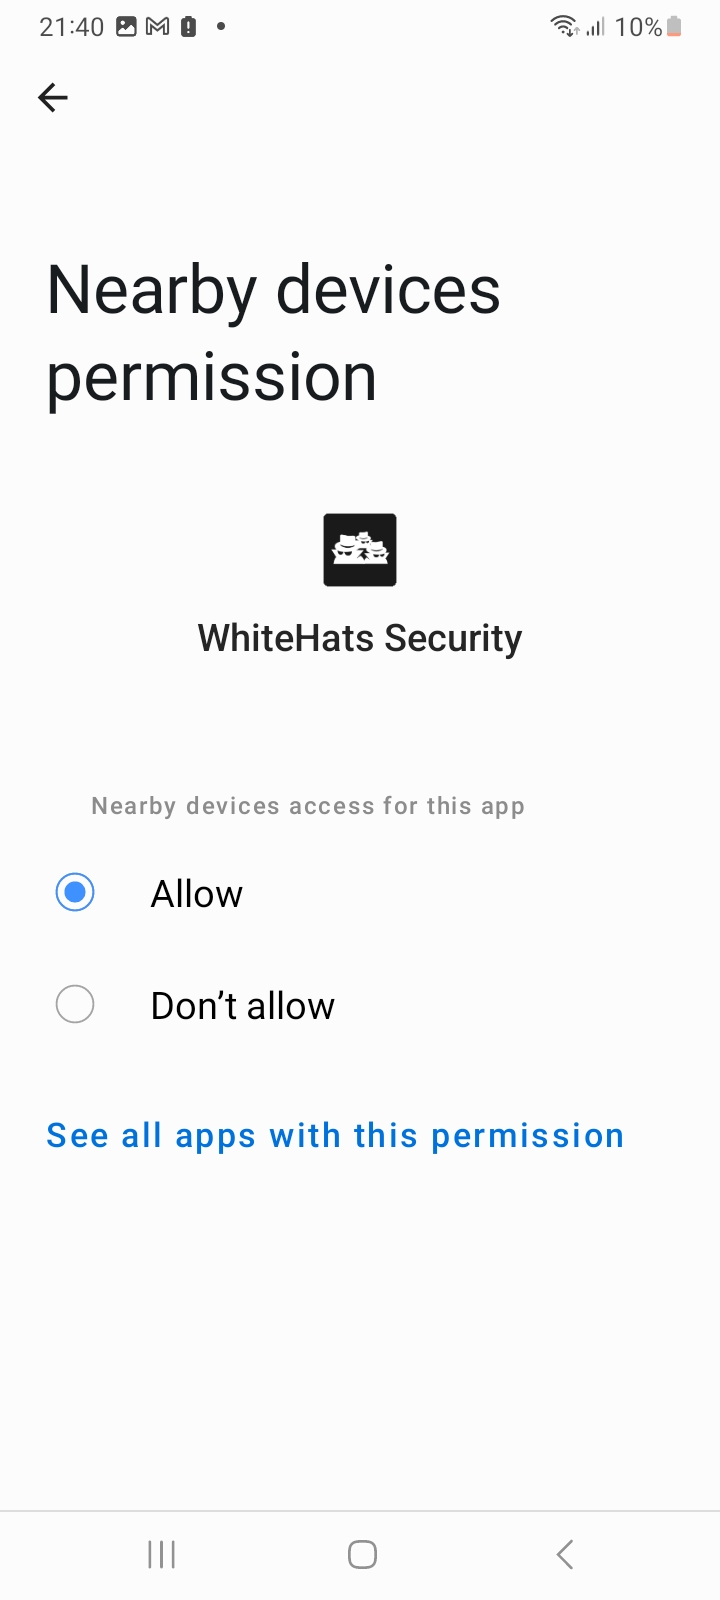 21:40 10%
Nearby devices
permission
WhiteHats Security
Nearby devices access for this app
Allow
Don’t allow
See all apps with this permission